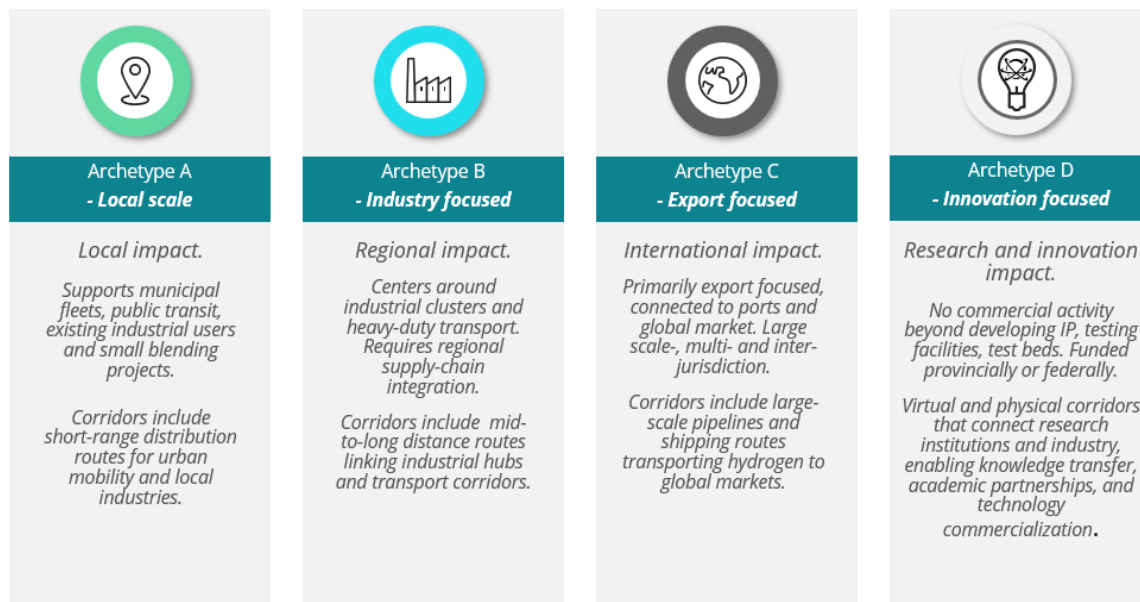 Archetype A
- Local scale
Local impact.
Supports municipal
fleets, public transit,
existing industrial users
and small blending
projects.
Corridors include
short-range distribution
routes for urban
mobility and local
industries.
Archetype B
- Industry focused
Regional impact.
Centers around
industrial clusters and
heavy-duty transport.
Requires regional
supply-chain
integration.
Corridors include mid-
to-long distance routes
linking industrial hubs
and transport corridors.
Archetype C
- Export focused
International impact.
Primarily export focused,
connected to ports and
global market. Large
scale-, multi- and inter-
jurisdiction.
Corridors include large-
scale pipelines and
shipping routes
transporting hydrogen to
global markets.
Archetype D
- Innovation focused
Research and innovation
impact.
No commercial activity
beyond developing IP, testing
facilities, test beds. Funded
provincially or federally.
Virtual and physical corridors
that connect research
institutions and industry,
enabling knowledge transfer,
academic partnerships, and
technology
commercialization.